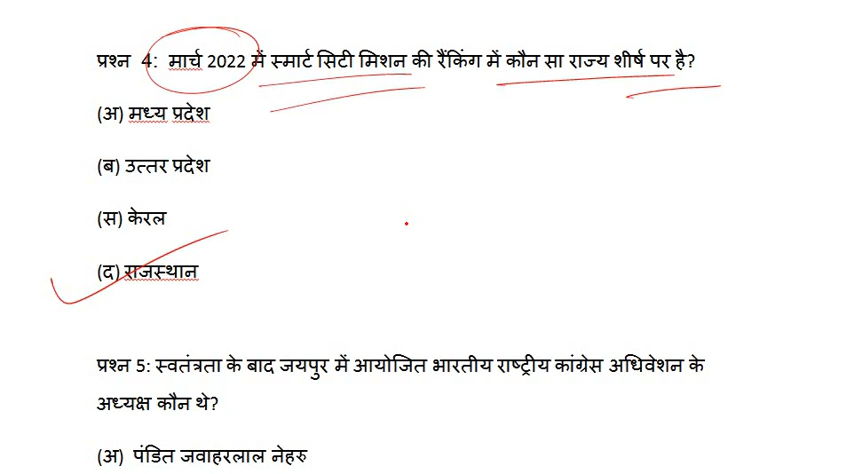 प्रश्न 4: मार्च 2022 में स्मार्ट सिटी मिशन की रैंकिंग में कौन सा राज्य शीर्ष पर है?
(अ) मध्य प्रदेश
(ब) उत्तर प्रदेश
(स) केरल
(द) राजस्थान
प्रश्न 5: स्वतंत्रता के बाद जयपुर में आयोजित भारतीय राष्ट्रीय कांग्रेस अधिवेशन के
अध्यक्ष कौन थे?
(अ) पंडित जवाहरलाल नेहरु